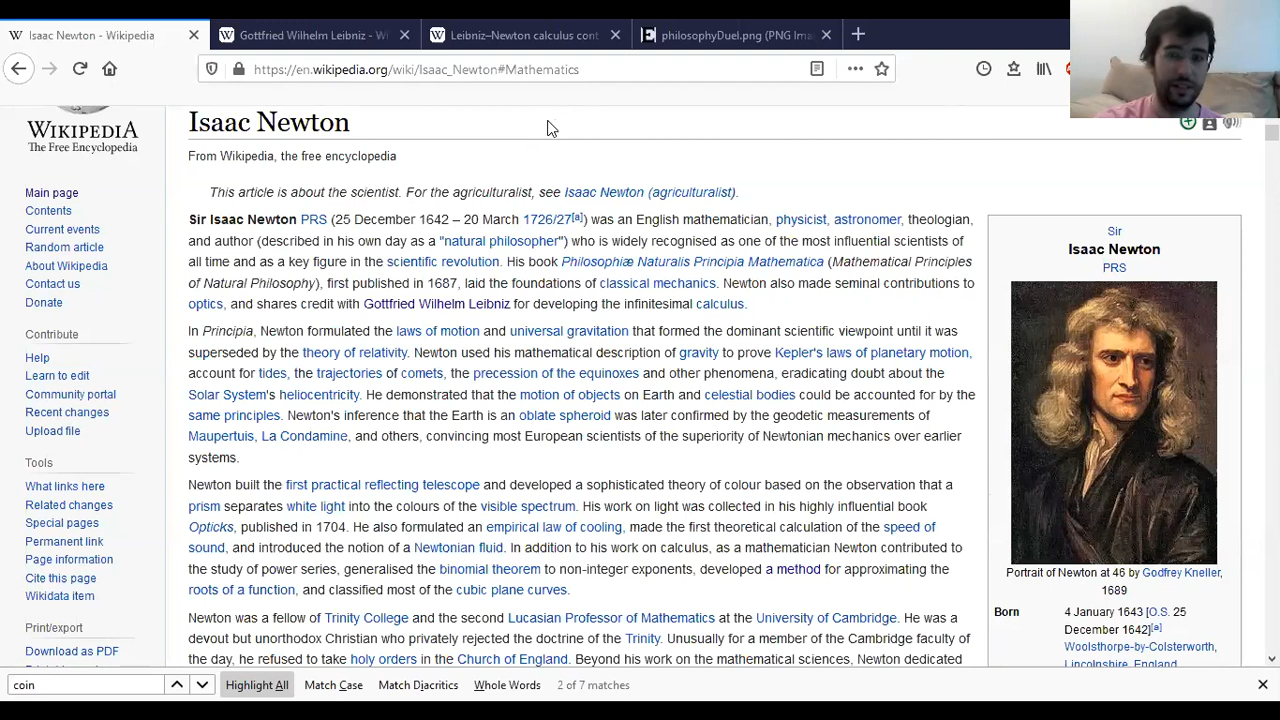 Isaac Newton - Wikipedia
Gottfried Wilhelm Leibniz - Wi
Leibniz–Newton calculus cont
philosophyDuel.png (PNG Ima
https://en.wikipedia.org/wiki/Isaac_Newton#Mathematics
WIKIPEDIA
The Free Encyclopedia
Main page
Contents
Current events
Random article
About Wikipedia
Contact us
Donate
Contribute
Help
Learn to edit
Community portal
Recent changes
Upload file
Tools
What links here
Related changes
Special pages
Permanent link
Page information
Cite this page
Wikidata item
Print/export
Download as PDF
Isaac Newton
From Wikipedia, the free encyclopedia
This article is about the scientist. For the agriculturalist, see Isaac Newton (agriculturalist).
Sir Isaac Newton PRS (25 December 1642 – 20 March 1726/27[a]) was an English mathematician, physicist, astronomer, theologian,
and author (described in his own day as a "natural philosopher") who is widely recognised as one of the most influential scientists of
all time and as a key figure in the scientific revolution. His book Philosophiæ Naturalis Principia Mathematica (Mathematical Principles
of Natural Philosophy), first published in 1687, laid the foundations of classical mechanics. Newton also made seminal contributions to
optics, and shares credit with Gottfried Wilhelm Leibniz for developing the infinitesimal calculus.
In Principia, Newton formulated the laws of motion and universal gravitation that formed the dominant scientific viewpoint until it was
superseded by the theory of relativity. Newton used his mathematical description of gravity to prove Kepler's laws of planetary motion,
account for tides, the trajectories of comets, the precession of the equinoxes and other phenomena, eradicating doubt about the
Solar System's heliocentricity. He demonstrated that the motion of objects on Earth and celestial bodies could be accounted for by the
same principles. Newton's inference that the Earth is an oblate spheroid was later confirmed by the geodetic measurements of
Maupertuis, La Condamine, and others, convincing most European scientists of the superiority of Newtonian mechanics over earlier
systems.
Newton built the first practical reflecting telescope and developed a sophisticated theory of colour based on the observation that a
prism separates white light into the colours of the visible spectrum. His work on light was collected in his highly influential book
Opticks, published in 1704. He also formulated an empirical law of cooling, made the first theoretical calculation of the speed of
sound, and introduced the notion of a Newtonian fluid. In addition to his work on calculus, as a mathematician Newton contributed to
the study of power series, generalised the binomial theorem to non-integer exponents, developed a method for approximating the
roots of a function, and classified most of the cubic plane curves.
Newton was a fellow of Trinity College and the second Lucasian Professor of Mathematics at the University of Cambridge. He was a
devout but unorthodox Christian who privately rejected the doctrine of the Trinity. Unusually for a member of the Cambridge faculty of
the day, he refused to take holy orders in the Church of England. Beyond his work on the mathematical sciences, Newton dedicated
Sir
Isaac Newton
PRS
Portrait of Newton at 46 by Godfrey Kneller,
1689
Born 4 January 1643 [O.S. 25
December 1642][a]
Woolsthorpe-by-Colsterworth,
Lincolnshire, England
coin
Highlight All
Match Case
Match Diacritics
Whole Words
2 of 7 matches